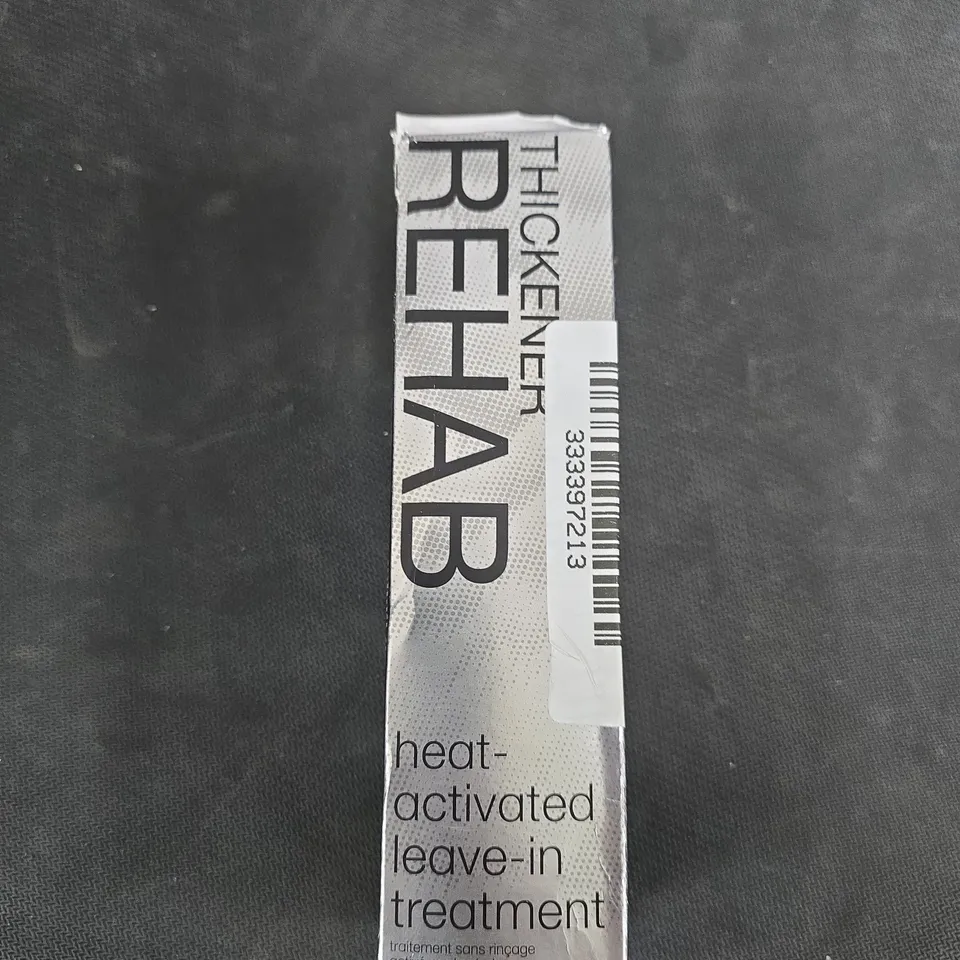 THICKENER
REHAB
333397213
heat-
activated
leave-in
treatment
traitement sans rinçage